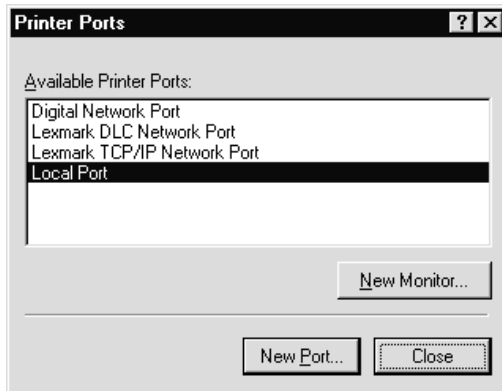 Printer Ports
Available Printer Ports:
Digital Network Port
Lexmark DLC Network Port
Lexmark TCP/IP Network Port
Local Port
New Monitor...
New Port...
Close